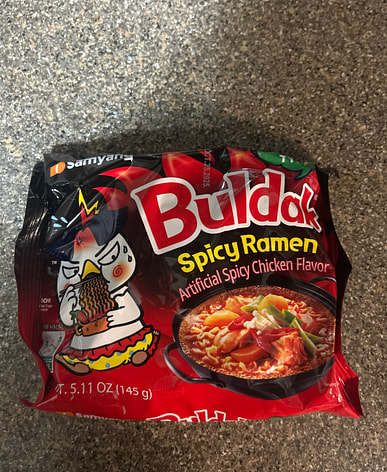 Samyang
Buldak
Spicy Ramen
Artificial Spicy Chicken Flavor
T. 5.11 OZ (145 g)